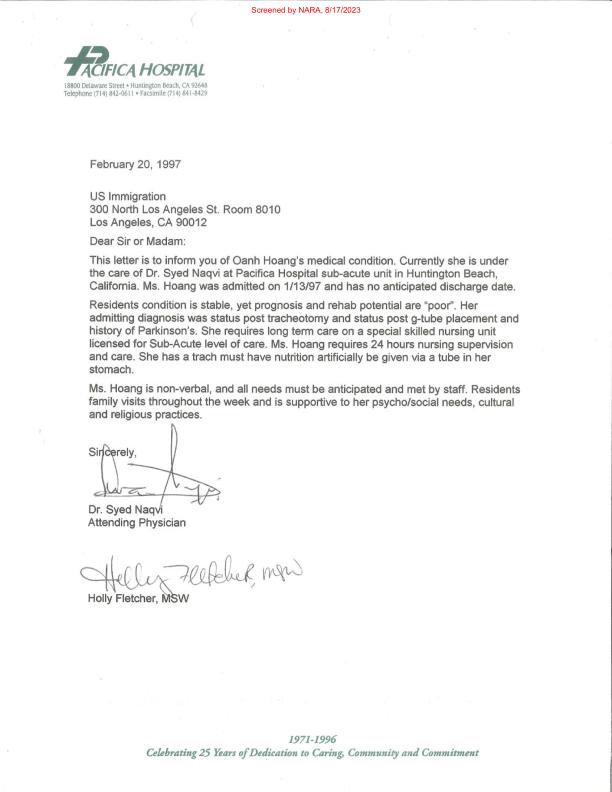 Screened by NARA, 8/17/2023
PACIFICA HOSPITAL
18800 Delaware Street • Huntington Beach, CA 92648
Telephone (714) 842-0611 • Facsimile (714) 841-8429
February 20, 1997
US Immigration
300 North Los Angeles St. Room 8010
Los Angeles, CA 90012
Dear Sir or Madam:
This letter is to inform you of Oanh Hoang's medical condition. Currently she is under
the care of Dr. Syed Naqvi at Pacifica Hospital sub-acute unit in Huntington Beach,
California. Ms. Hoang was admitted on 1/13/97 and has no anticipated discharge date.
Residents condition is stable, yet prognosis and rehab potential are “poor”. Her
admitting diagnosis was status post tracheotomy and status post g-tube placement and
history of Parkinson's. She requires long term care on a special skilled nursing unit
licensed for Sub-Acute level of care. Ms. Hoang requires 24 hours nursing supervision
and care. She has a trach must have nutrition artificially be given via a tube in her
stomach.
Ms. Hoang is non-verbal, and all needs must be anticipated and met by staff. Residents
family visits throughout the week and is supportive to her psycho/social needs, cultural
and religious practices.
Sincerely,
Dr. Syed Naqvi
Attending Physician
Holly Fletcher, MSW
Holly Fletcher, MSW
1971-1996
Celebrating 25 Years of Dedication to Caring, Community and Commitment